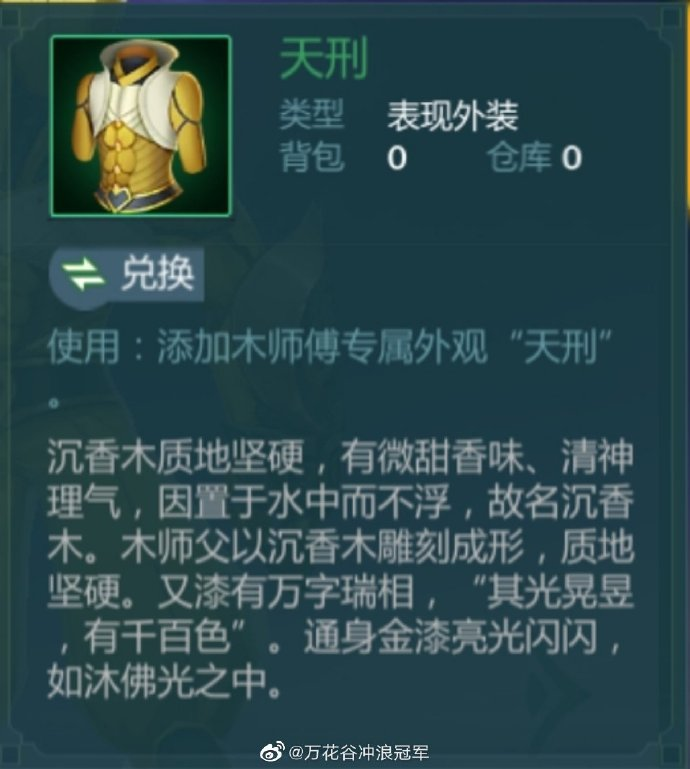 天刑
类型 表现外装
背包 0 仓库 0
兑换
使用：添加木师傅专属外观“天刑”
。
沉香木质地坚硬，有微甜香味、清神
理气，因置于水中而不浮，故名沉香
木。木师父以沉香木雕刻成形，质地
坚硬。又漆有万字瑞相，“其光晃昱
，有千百色”。通身金漆亮光闪闪，
如沐佛光之中。
@万花谷冲浪冠军